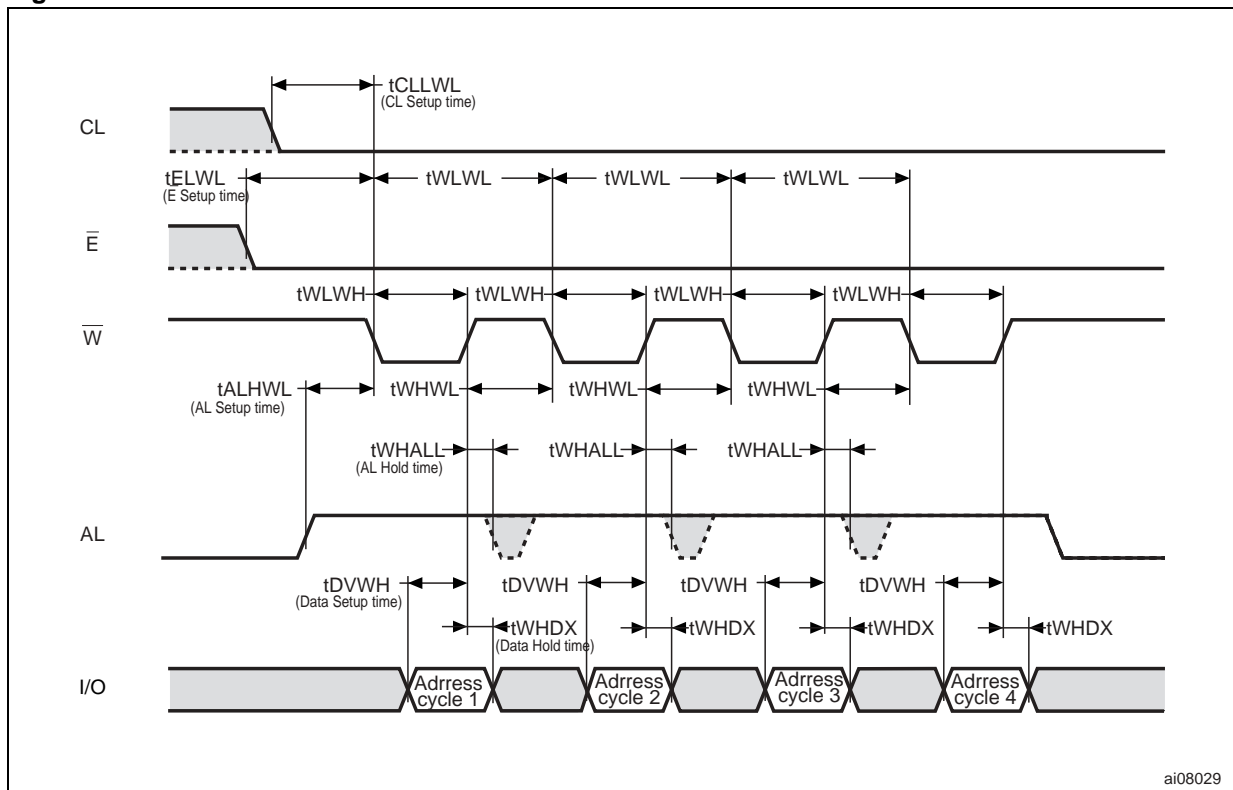 tCLLWL
(CL Setup time)
CL
tELWL
(E Setup time)
tWLWL
tWLWL
tWLWL
E
tWLWH
tWLWH
tWLWH
tWLWH
W
tALHWL
(AL Setup time)
tWHWL
tWHWL
tWHWL
tWHALL
(AL Hold time)
tWHALL
tWHALL
AL
tDVWH
(Data Setup time)
tDVWH
tDVWH
tDVWH
tWHDX
(Data Hold time)
tWHDX
tWHDX
tWHDX
I/O
Adrress
cycle 1
Adrress
cycle 2
Adrress
cycle 3
Adrress
cycle 4
ai08029